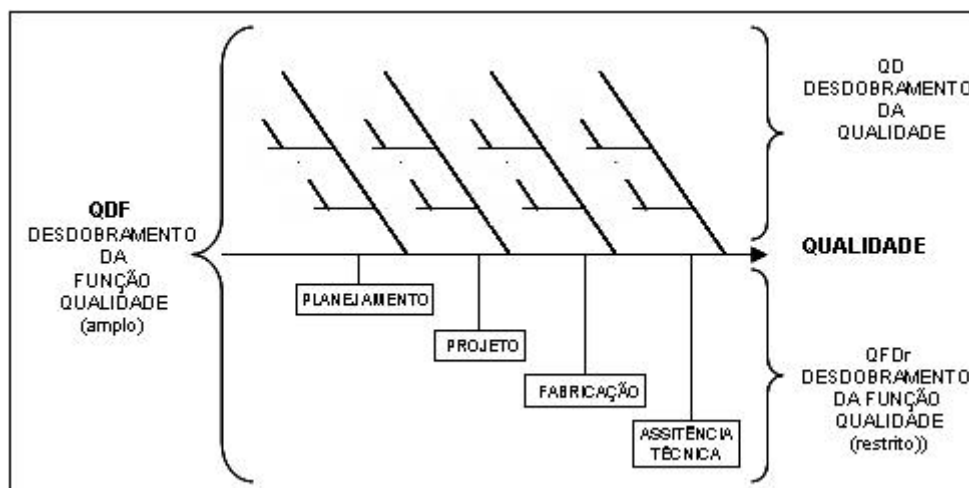 QDF
DESDOBRAMENTO
DA
FUNÇÃO
QUALIDADE
(amplo)
PLANEJAMENTO
PROJETO
FABRICAÇÃO
ASSITÊNCIA
TÉCNICA
QD
DESDOBRAMENTO
DA
QUALIDADE
QUALIDADE
QFDr
DESDOBRAMENTO
DA FUNÇÃO
QUALIDADE
(restrito))